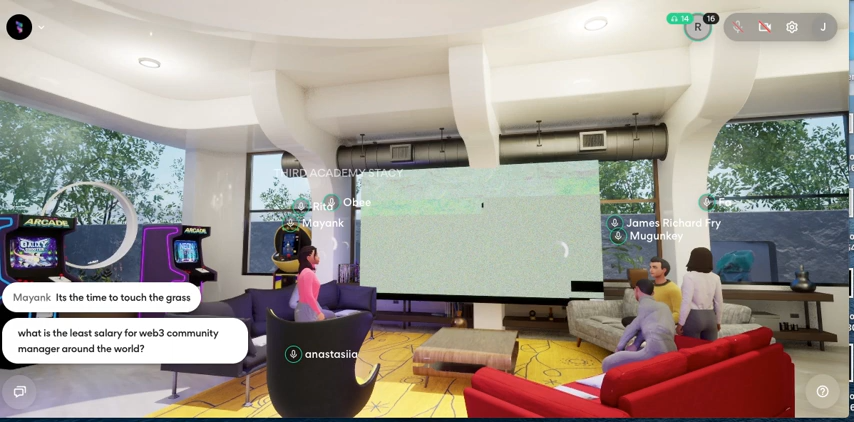 14
16
R
J
THIRD ACADEMY STACY
Obee
Rita
Mayank
Fa
James Richard Fry
Mugunkey
ARCADE
ARCADE
Mayank Its the time to touch the grass
what is the least salary for web3 community
manager around the world?
anastasiia